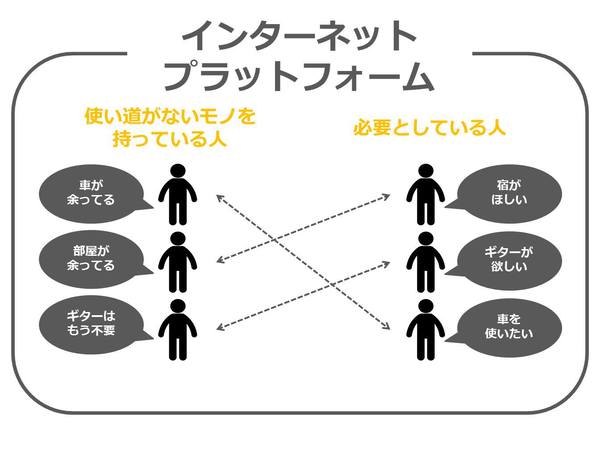 インターネット
プラットフォーム
使い道がないモノを
持っている人
必要としている人
車が
余ってる
部屋が
余ってる
ギターは
もう不要
宿が
ほしい
ギターが
欲しい
車を
使いたい